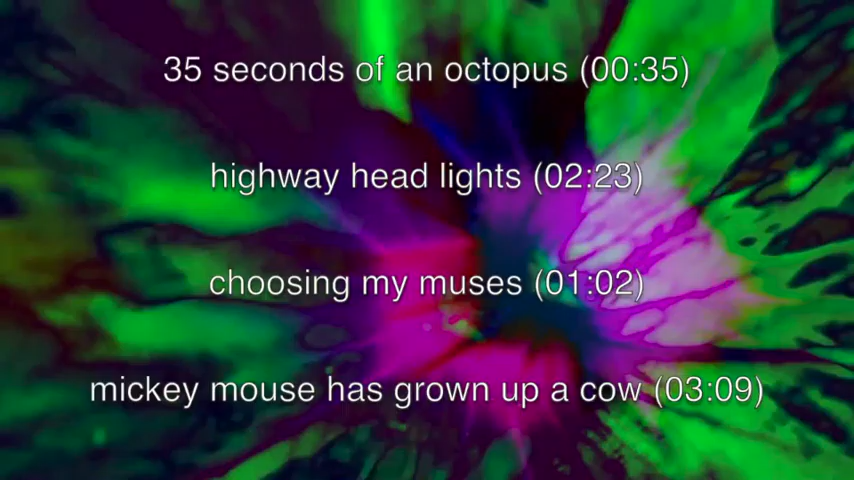 35 seconds of an octopus (00:35)
highway head lights (02:23)
choosing my muses (01:02)
mickey mouse has grown up a cow (03:09)